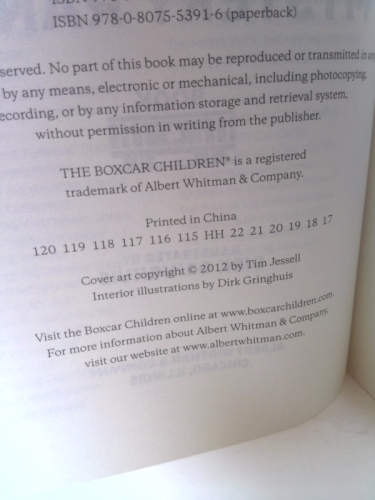 ISBN 978-0-8075-5391-6 (paperback)
served. No part of this book may be reproduced or transmitted in any
by any means, electronic or mechanical, including photocopying,
ecording, or by any information storage and retrieval system,
without permission in writing from the publisher.
THE BOXCAR CHILDREN® is a registered
trademark of Albert Whitman & Company.
Printed in China
120 119 118 117 116 115 HH 22 21 20 19 18 17
Cover art copyright © 2012 by Tim Jessell
Interior illustrations by Dirk Gringhuis
Visit the Boxcar Children online at www.boxcarchildren.com.
For more information about Albert Whitman & Company,
visit our website at www.albertwhitman.com.